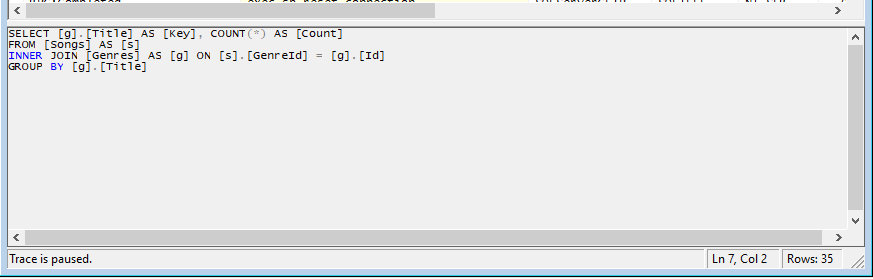 SELECT [g].[Title] AS [Key], COUNT(*) AS [Count]
FROM [Songs] AS [s]
INNER JOIN [Genres] AS [g] ON [s].[GenreId] = [g].[Id]
GROUP BY [g].[Title]
Trace is paused.
Ln 7, Col 2
Rows: 35